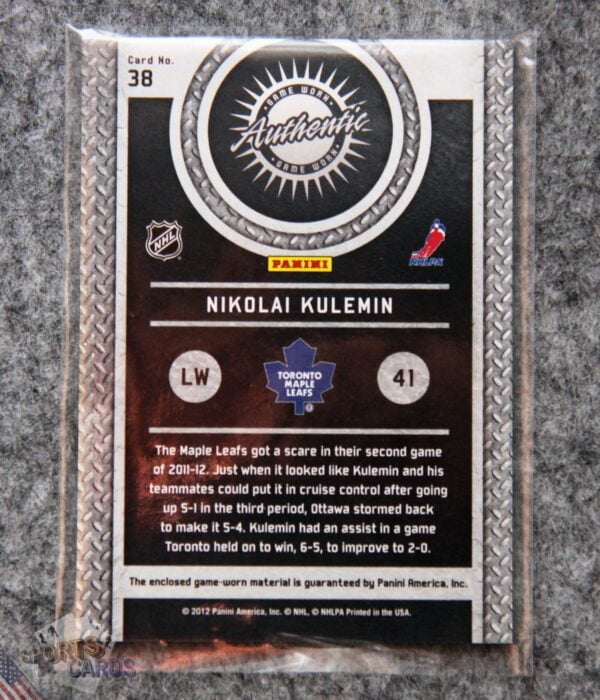 Card No.
38
GAME WORN
Authentic
GAME WORN
NHL
NHLPA
PANINI
NIKOLAI KULEMIN
LW
TORONTO
MAPLE
LEAFS
41
The Maple Leafs got a scare in their second game
of 2011-12. Just when it looked like Kulemin and his
teammates could put it in cruise control after going
up 5-1 in the third period, Ottawa stormed back
to make it 5-4. Kulemin had an assist in a game
Toronto held on to win, 6-5, to improve to 2-0.
The enclosed game-worn material is guaranteed by Panini America, Inc.
© 2012 Panini America, Inc. © NHL, © NHLPA Printed in the USA.
SPORTS
CARDS